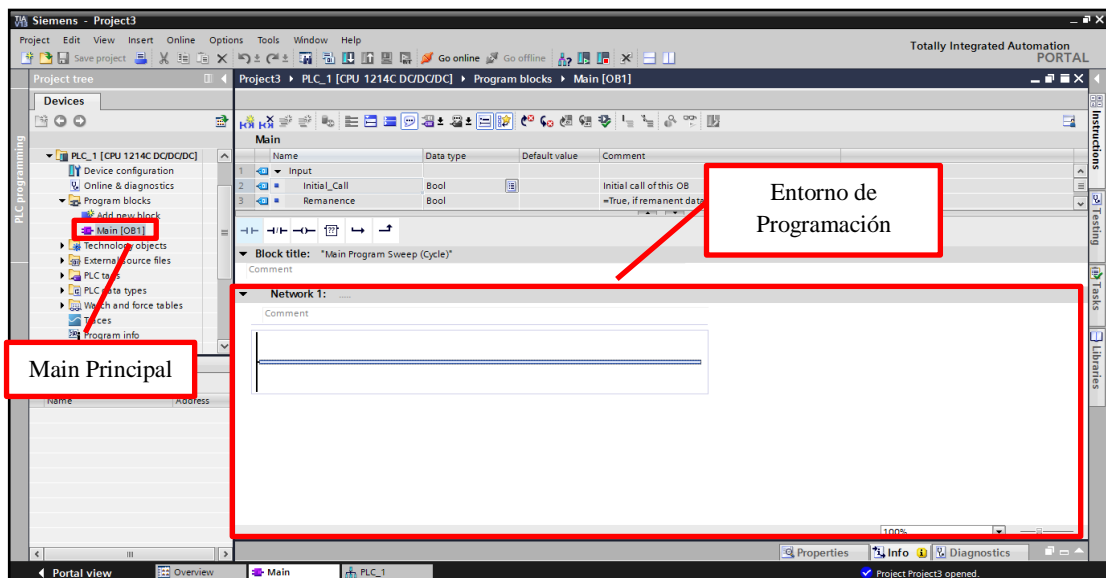 Siemens - Project3
Project Edit View Insert Online Options Tools Window Help
Save project Go online Go offline
Totally Integrated Automation
PORTAL
Project tree
Project3 PLC_1 [CPU 1214C DC/DC/DC] Program blocks Main [OB1]
Devices
PLC programming
PLC_1 [CPU 1214C DC/DC/DC]
Device configuration
Online & diagnostics
Program blocks
Add new block
Main [OB1]
Technology objects
External source files
PLC tags
PLC data types
Watch and force tables
Traces
Program info
Main Principal
Name Address
Main
Name Data type Default value Comment
1 Input
2 Initial_Call Bool Initial call of this OB
3 Remanence Bool =True, if remanent data
Entorno de
Programación
Block title: "Main Program Sweep (Cycle)"
Comment
Network 1: .....
Comment
100%
Instructions
Testing
Tasks
Libraries
Properties Info Diagnostics
Portal view Overview Main PLC_1 Project Project3 opened.